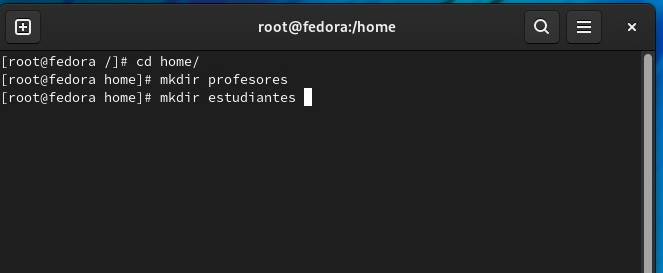 root@fedora:/home
[root@fedora /]# cd home/
[root@fedora home]# mkdir profesores
[root@fedora home]# mkdir estudiantes